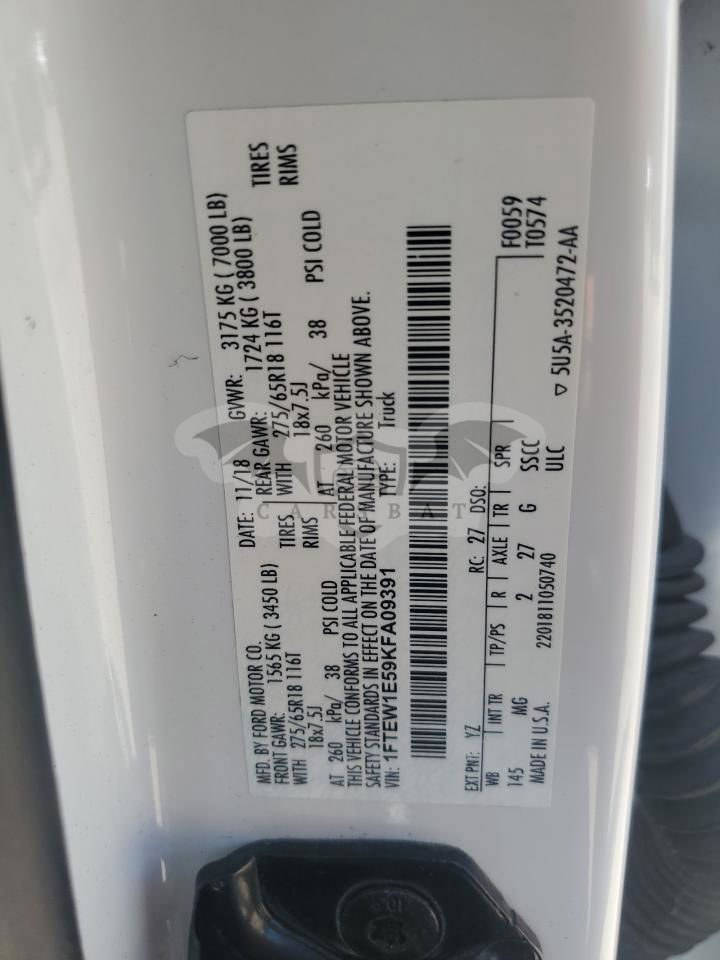 MFD. BY FORD MOTOR CO.
DATE: 11/18 GVWR: 3175 KG ( 7000 LB)
FRONT GAWR: 1565 KG ( 3450 LB)
REAR GAWR: 1724 KG ( 3800 LB)
WITH 275/65R18 116T TIRES
WITH 275/65R18 116T TIRES
18x7.5J RIMS
18x7.5J RIMS
AT 260 kPa/ 38 PSI COLD
AT 260 kPa/ 38 PSI COLD
THIS VEHICLE CONFORMS TO ALL APPLICABLE FEDERAL MOTOR VEHICLE
SAFETY STANDARDS IN EFFECT ON THE DATE OF MANUFACTURE SHOWN ABOVE.
VIN: 1FTEW1E59KFA09391 TYPE: Truck
EXT PNT: YZ RC: 27 DSO:
WB INT TR TP/PS R AXLE TR SPR F0059
T0574
145 MG 2 27 G SSCC
ULC
MADE IN U.S.A. 2201811050740
▽ 5U5A-3520472-AA
CARABAT